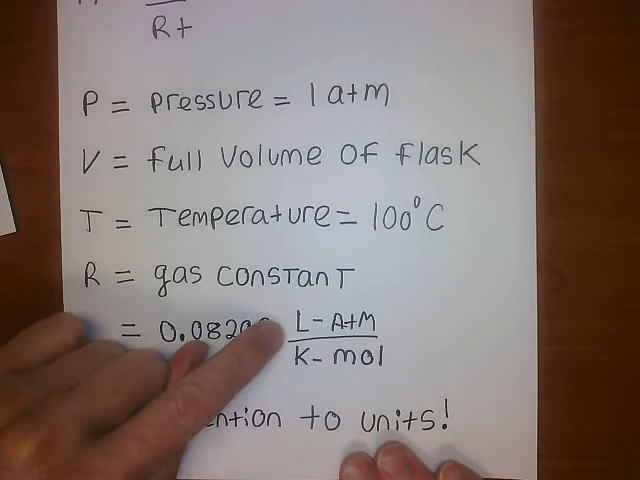 Rt
P = Pressure = 1 atm
V = full volume of flask
T = Temperature = 100°C
R = gas constant
= L-Atm
K-mol
to units!